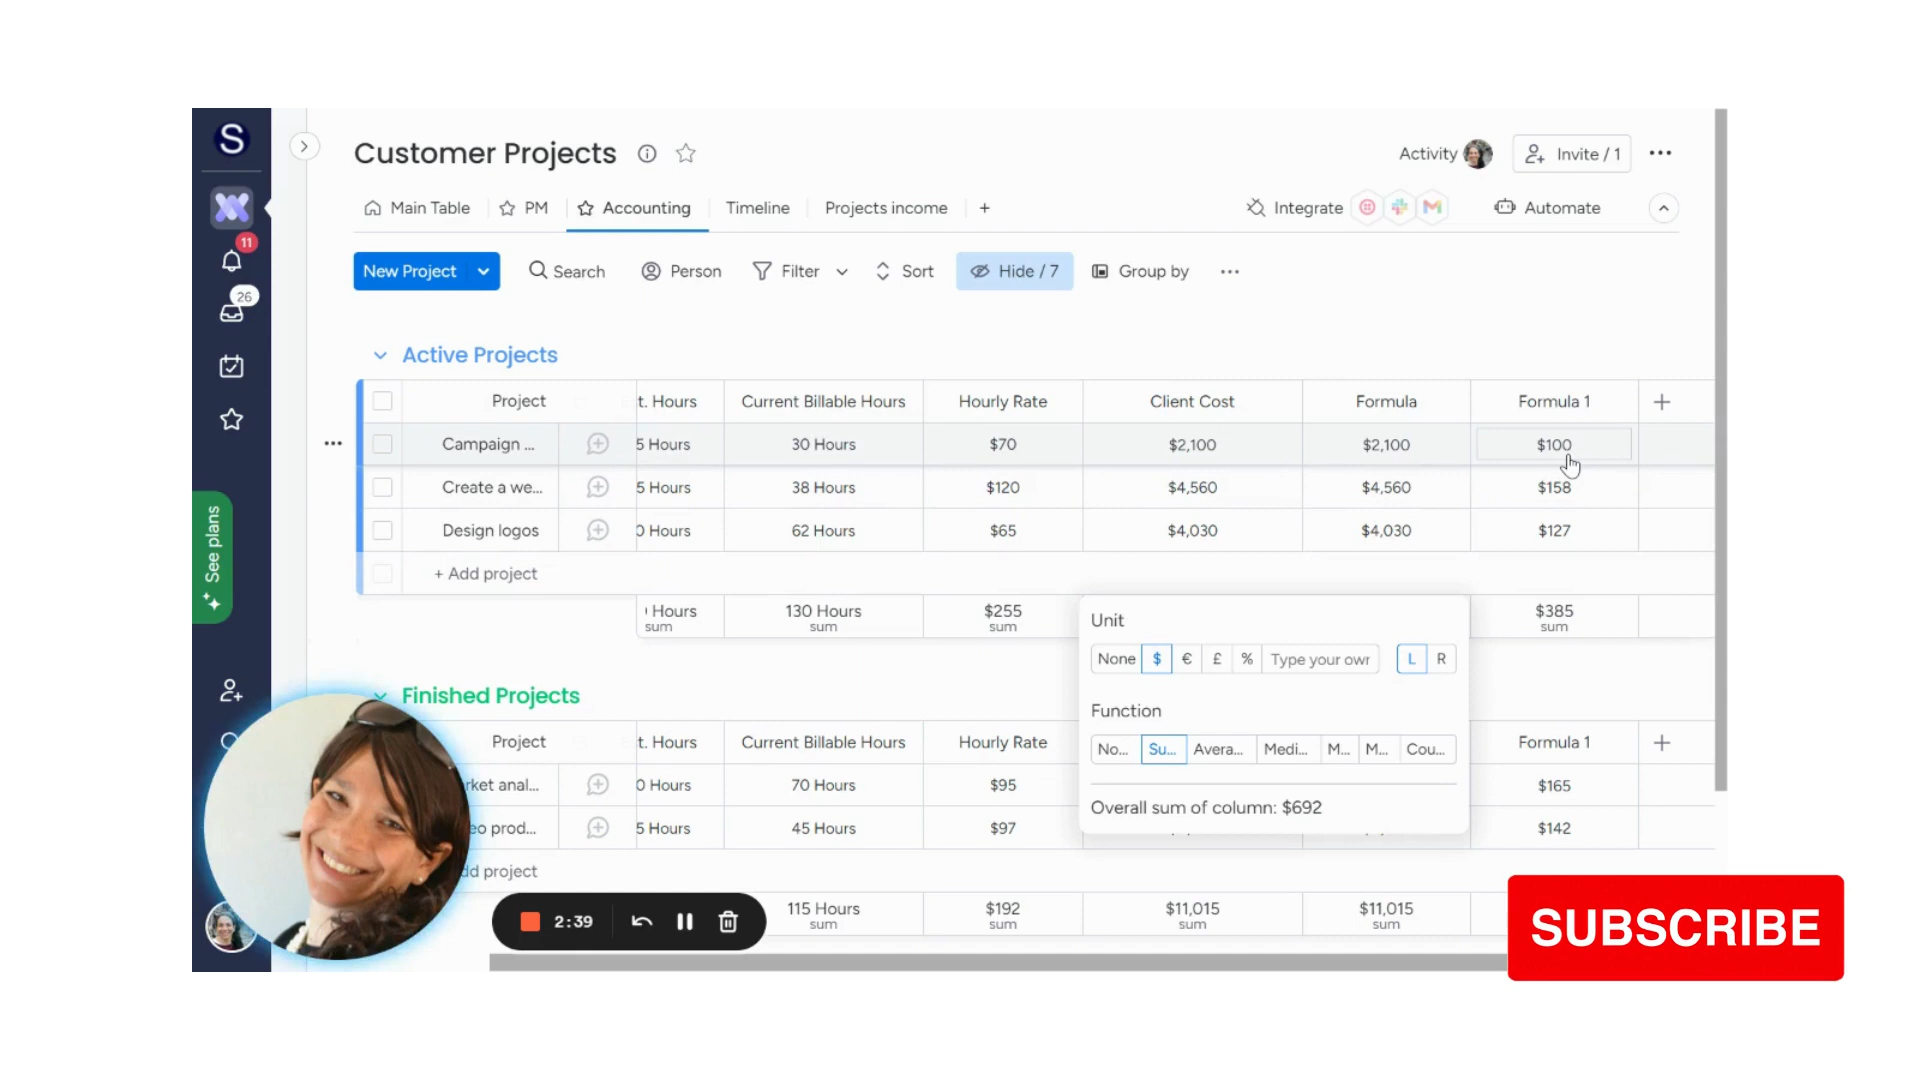 S
Customer Projects
Activity
Invite / 1
Main Table
PM
Accounting
Timeline
Projects income
+
Integrate
Automate
11
26
New Project
Search
Person
Filter
Sort
Hide / 7
Group by
See plans
Active Projects
Project t. Hours Current Billable Hours Hourly Rate Client Cost Formula Formula 1 +
Campaign ... 5 Hours 30 Hours $70 $2,100 $2,100 $100
Create a we... 5 Hours 38 Hours $120 $4,560 $4,560 $158
Design logos 0 Hours 62 Hours $65 $4,030 $4,030 $127
+ Add project
Hours 130 Hours $255 $385
sum sum sum sum
Unit
None $ € £ % Type your owr L R
Function
No... Su... Avera... Medi... M... M... Cou...
Overall sum of column: $692
Finished Projects
Project t. Hours Current Billable Hours Hourly Rate Formula 1 +
rket anal... 0 Hours 70 Hours $95 $165
eo prod... 5 Hours 45 Hours $97 $142
dd project
115 Hours $192 $11,015 $11,015
sum sum sum sum
2:39
SUBSCRIBE